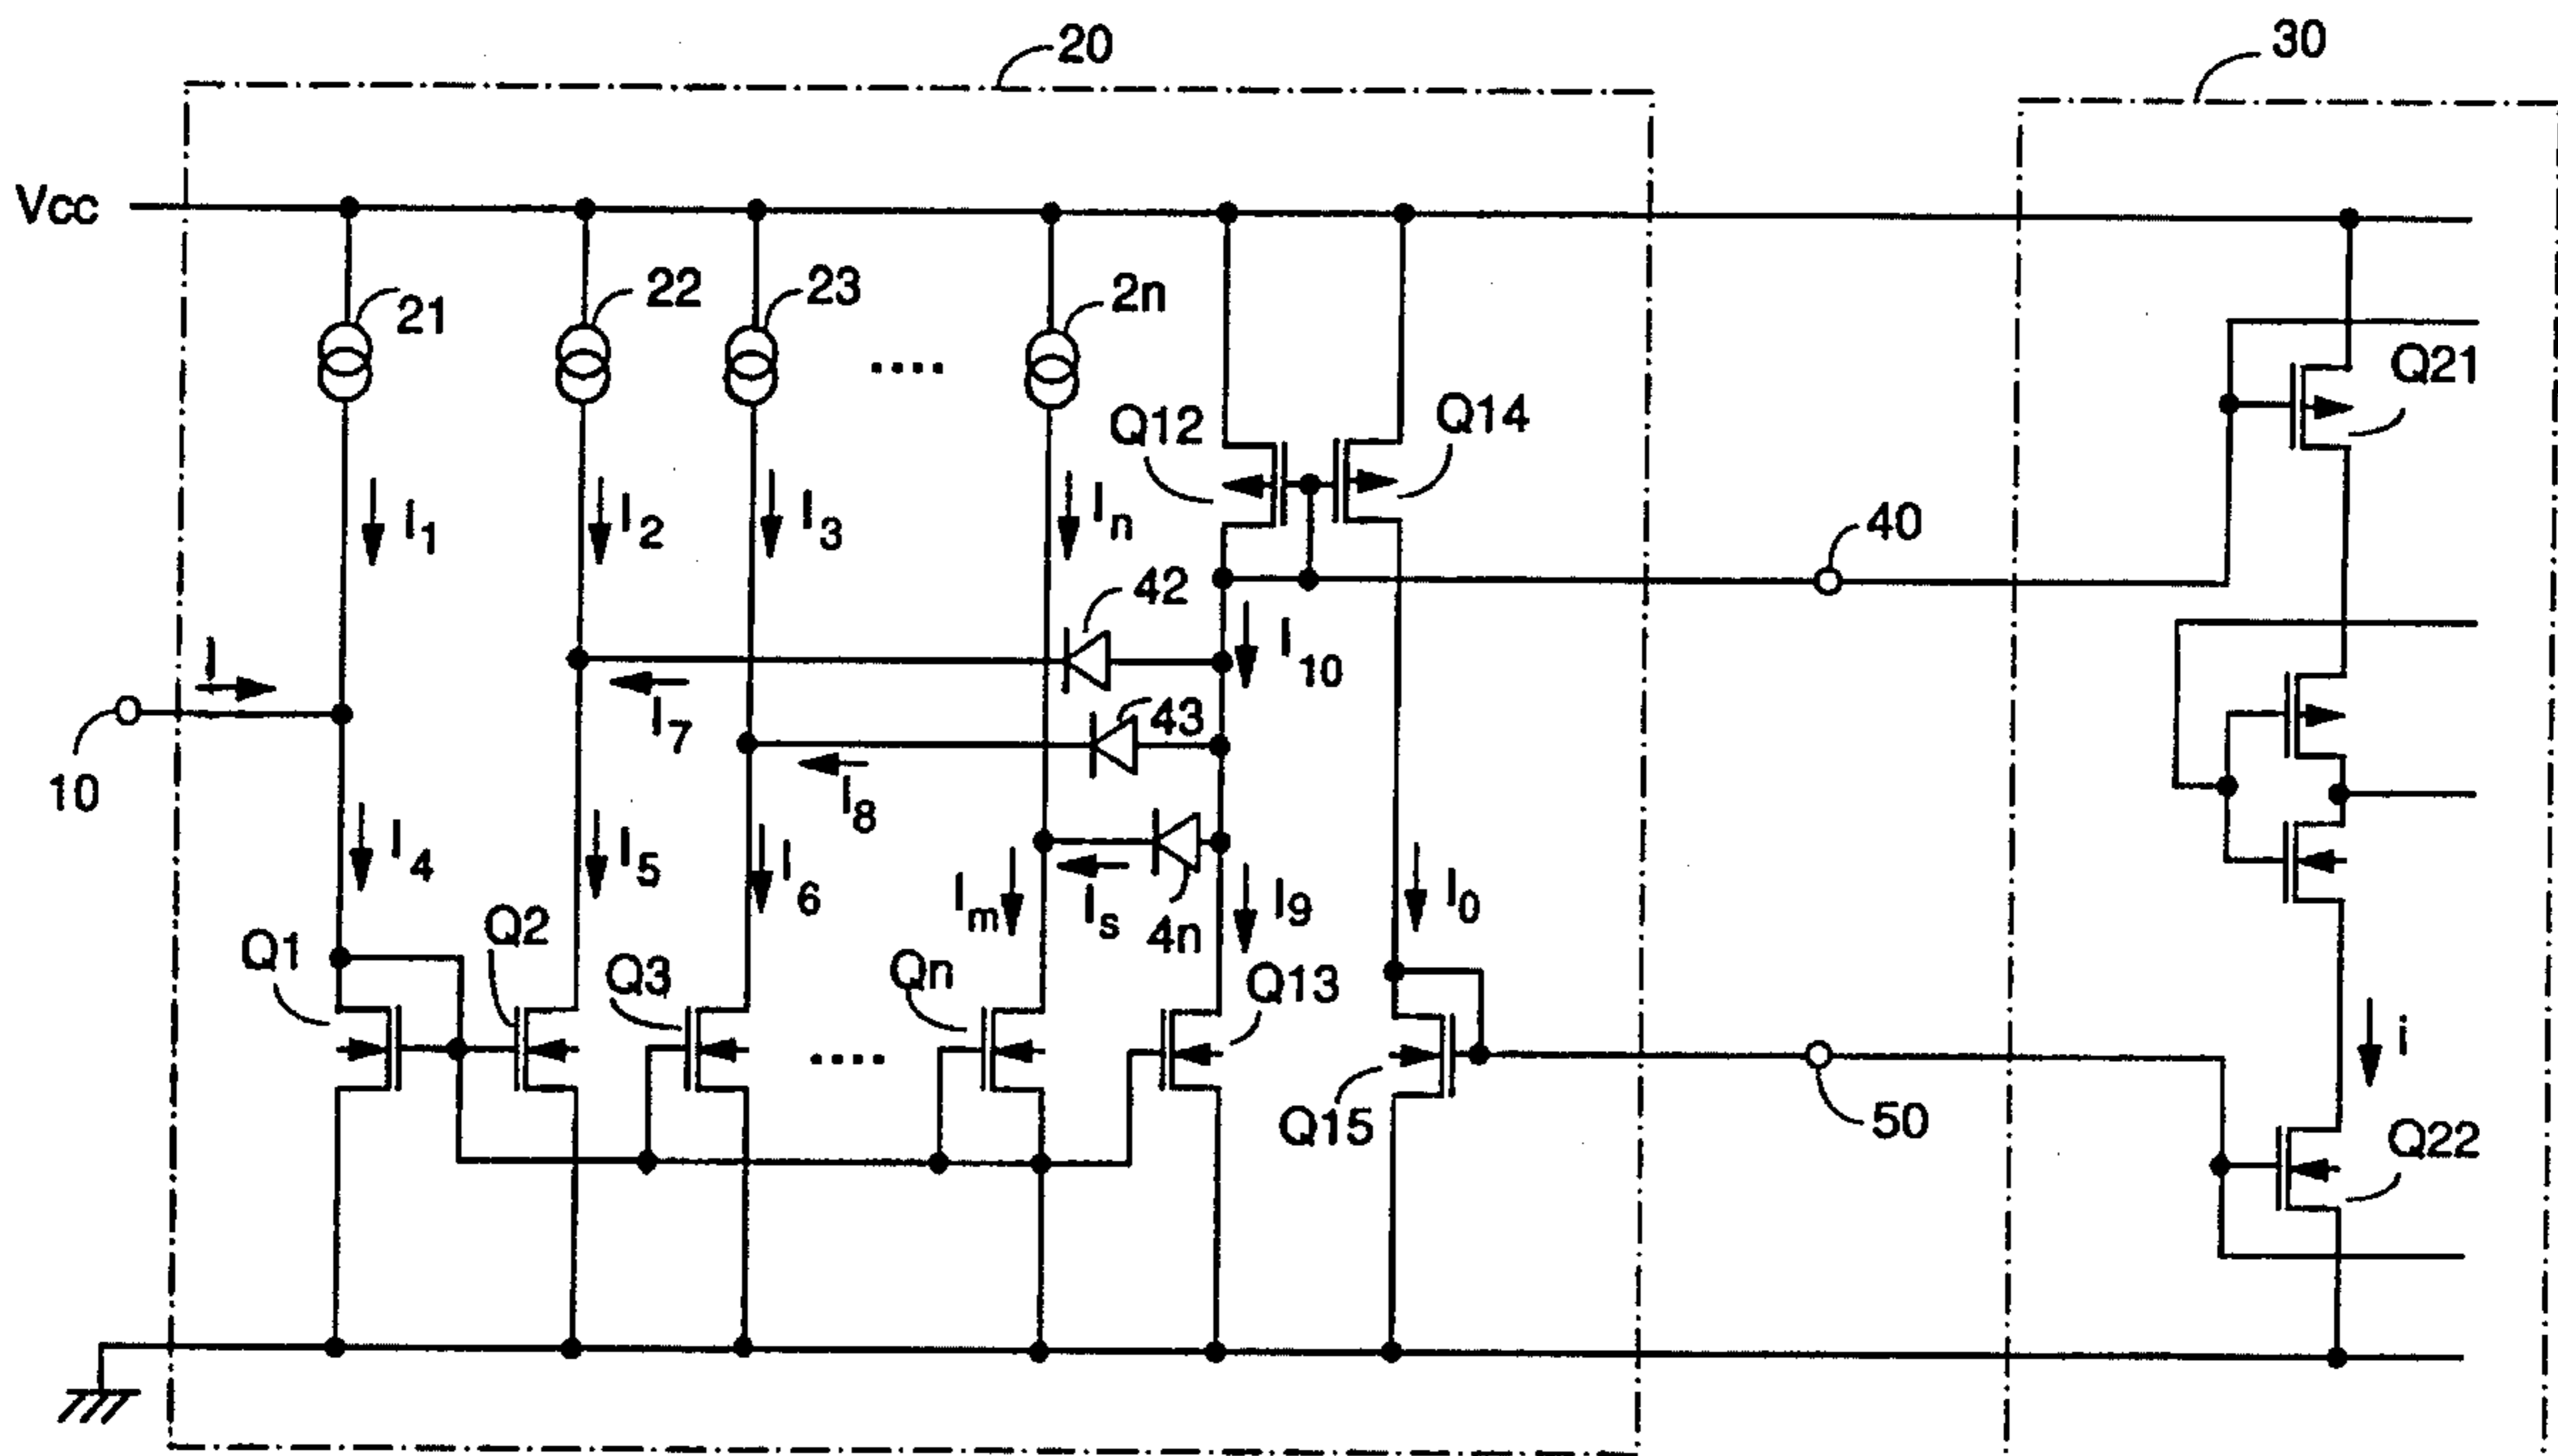 20
30
Vcc
21
22
23
2n
....
Q12
Q14
Q21
I1
I2
I3
In
40
42
I10
I
I7
43
10
I8
I4
I5
I6
Im
Is
4n
I9
I0
Q1
Q2
Q3
Qn
Q13
i
....
Q15
50
Q22